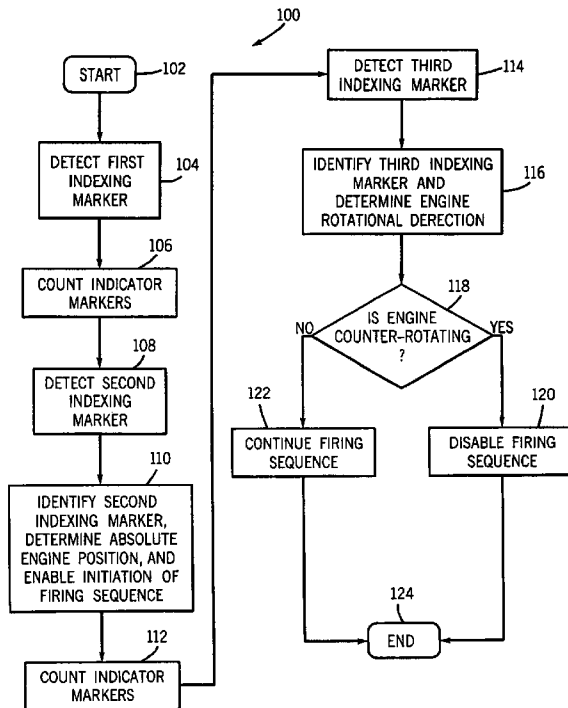 100
START
102
DETECT FIRST
INDEXING
MARKER
104
106
COUNT INDICATOR
MARKERS
108
DETECT SECOND
INDEXING
MARKER
110
IDENTIFY SECOND
INDEXING MARKER,
DETERMINE ABSOLUTE
ENGINE POSITION, AND
ENABLE INITIATION OF
FIRING SEQUENCE
112
COUNT INDICATOR
MARKERS
DETECT THIRD
INDEXING MARKER
114
IDENTIFY THIRD INDEXING
MARKER AND
DETERMINE ENGINE
ROTATIONAL DERECTION
116
118
IS ENGINE
COUNTER-ROTATING
?
NO
YES
122
CONTINUE FIRING
SEQUENCE
120
DISABLE FIRING
SEQUENCE
124
END